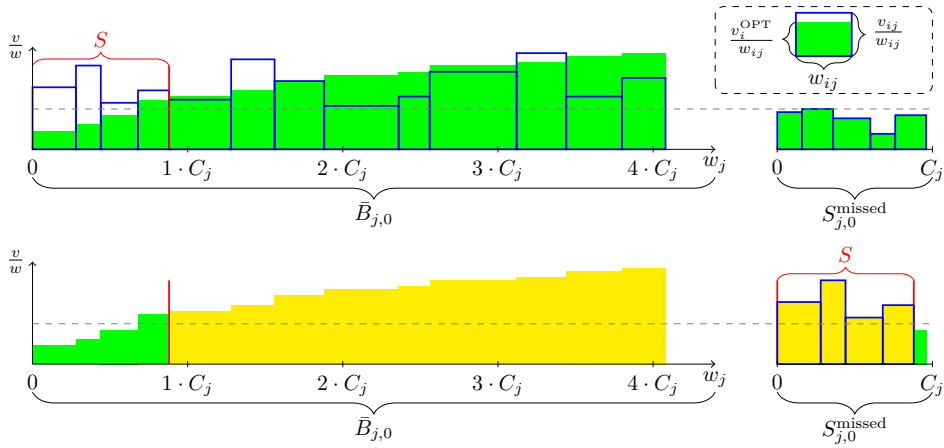 v/w
S
0
1 · C_j
2 · C_j
3 · C_j
4 · C_j
w_j
B̄_{j,0}
v_i^OPT/w_ij
v_ij/w_ij
w_ij
0
C_j
S_{j,0}^missed
v/w
0
1 · C_j
2 · C_j
3 · C_j
4 · C_j
w_j
B̄_{j,0}
S
0
C_j
S_{j,0}^missed